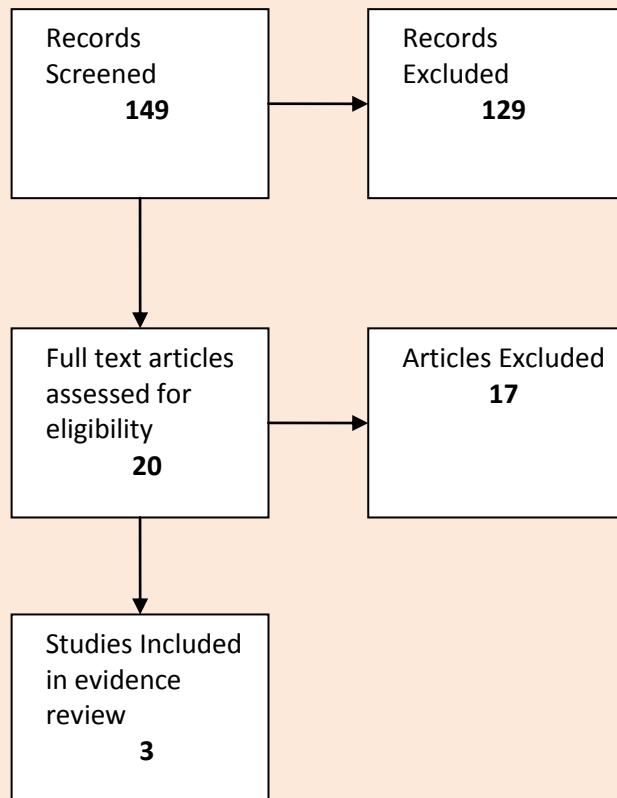 Records
Screened
149
Records
Excluded
129
Full text articles
assessed for
eligibility
20
Articles Excluded
17
Studies Included
in evidence
review
3